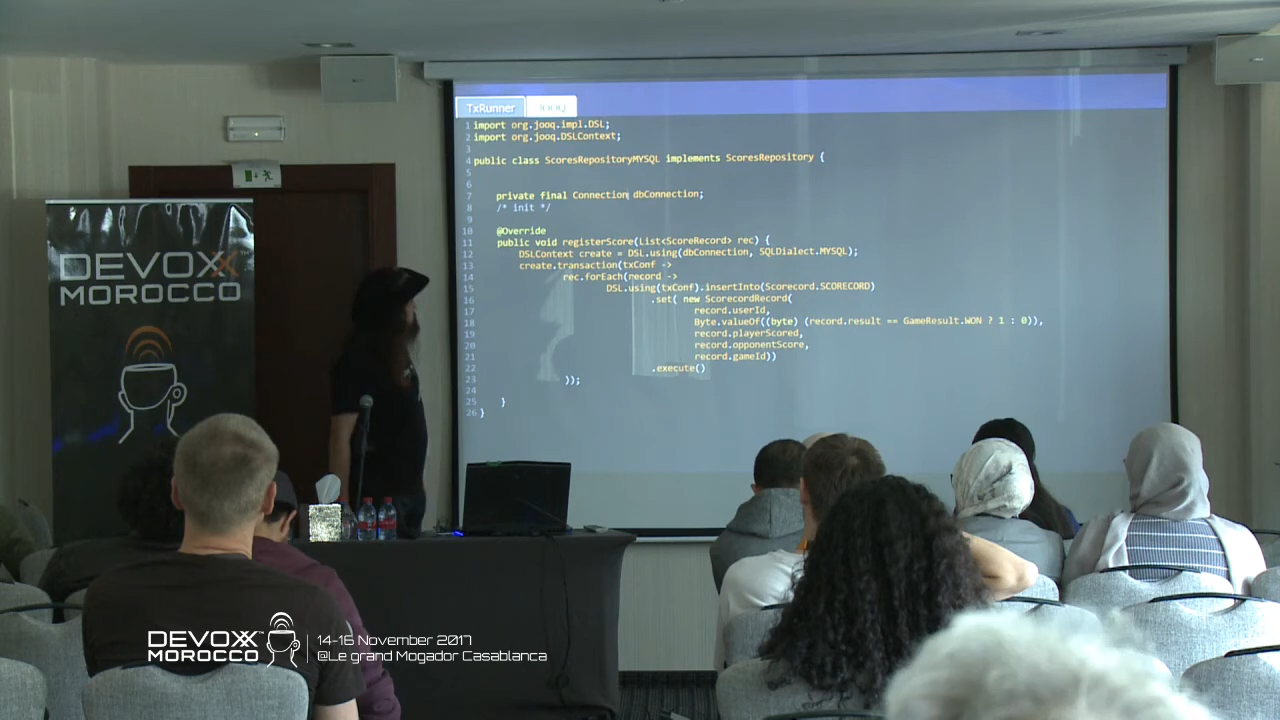 TxRunner
JOOQ
1 import org.jooq.impl.DSL;
2 import org.jooq.DSLContext;
3
4 public class ScoresRepositoryMYSQL implements ScoresRepository {
5
6
7 private final Connection dbConnection;
8 /* init */
9
10 @Override
11 public void registerScore(List<ScoreRecord> rec) {
12 DSLContext create = DSL.using(dbConnection, SQLDialect.MYSQL);
13 create.transaction(txConf ->
14 rec.forEach(record ->
15 DSL.using(txConf).insertInto(Scorecord.SCORECORD)
16 .set( new ScorecordRecord(
17 record.userId,
18 Byte.valueOf((byte) (record.result == GameResult.WON ? 1 : 0)),
19 record.playerScored,
20 record.opponentScore,
21 record.gameId))
22 .execute()
23 ));
24
25 }
26 }
DEVOXX™
MOROCCO
DEVOXX™
MOROCCO
14-16 November 2017
@Le grand Mogador Casablanca